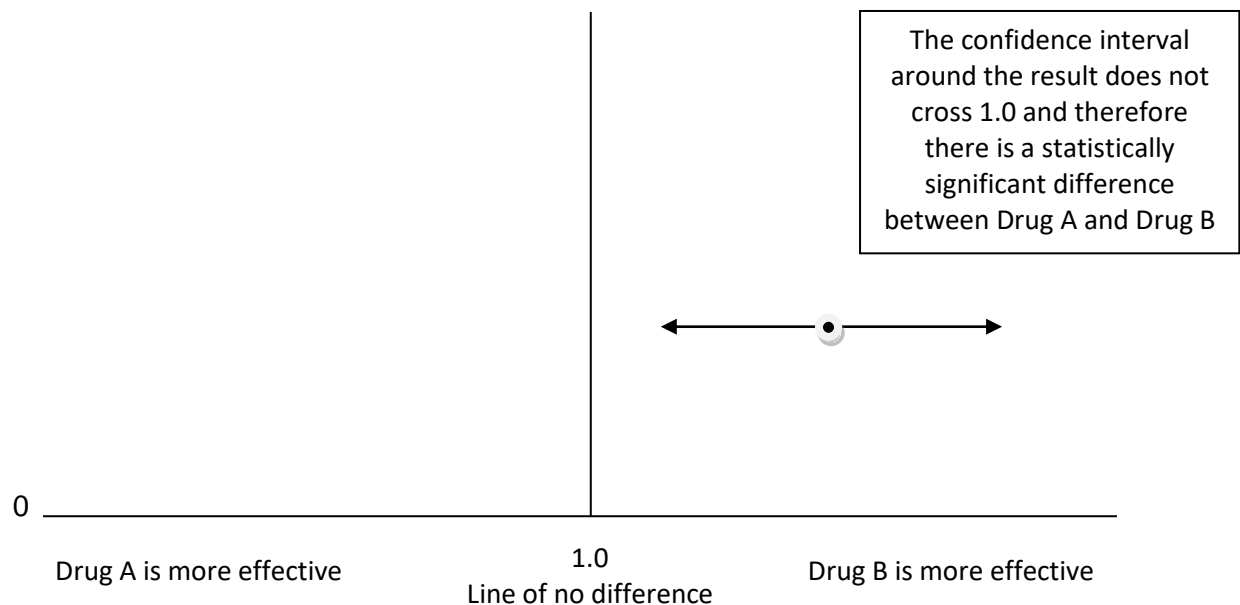 The confidence interval
around the result does not
cross 1.0 and therefore
there is a statistically
significant difference
between Drug A and Drug B
0
Drug A is more effective
1.0
Line of no difference
Drug B is more effective